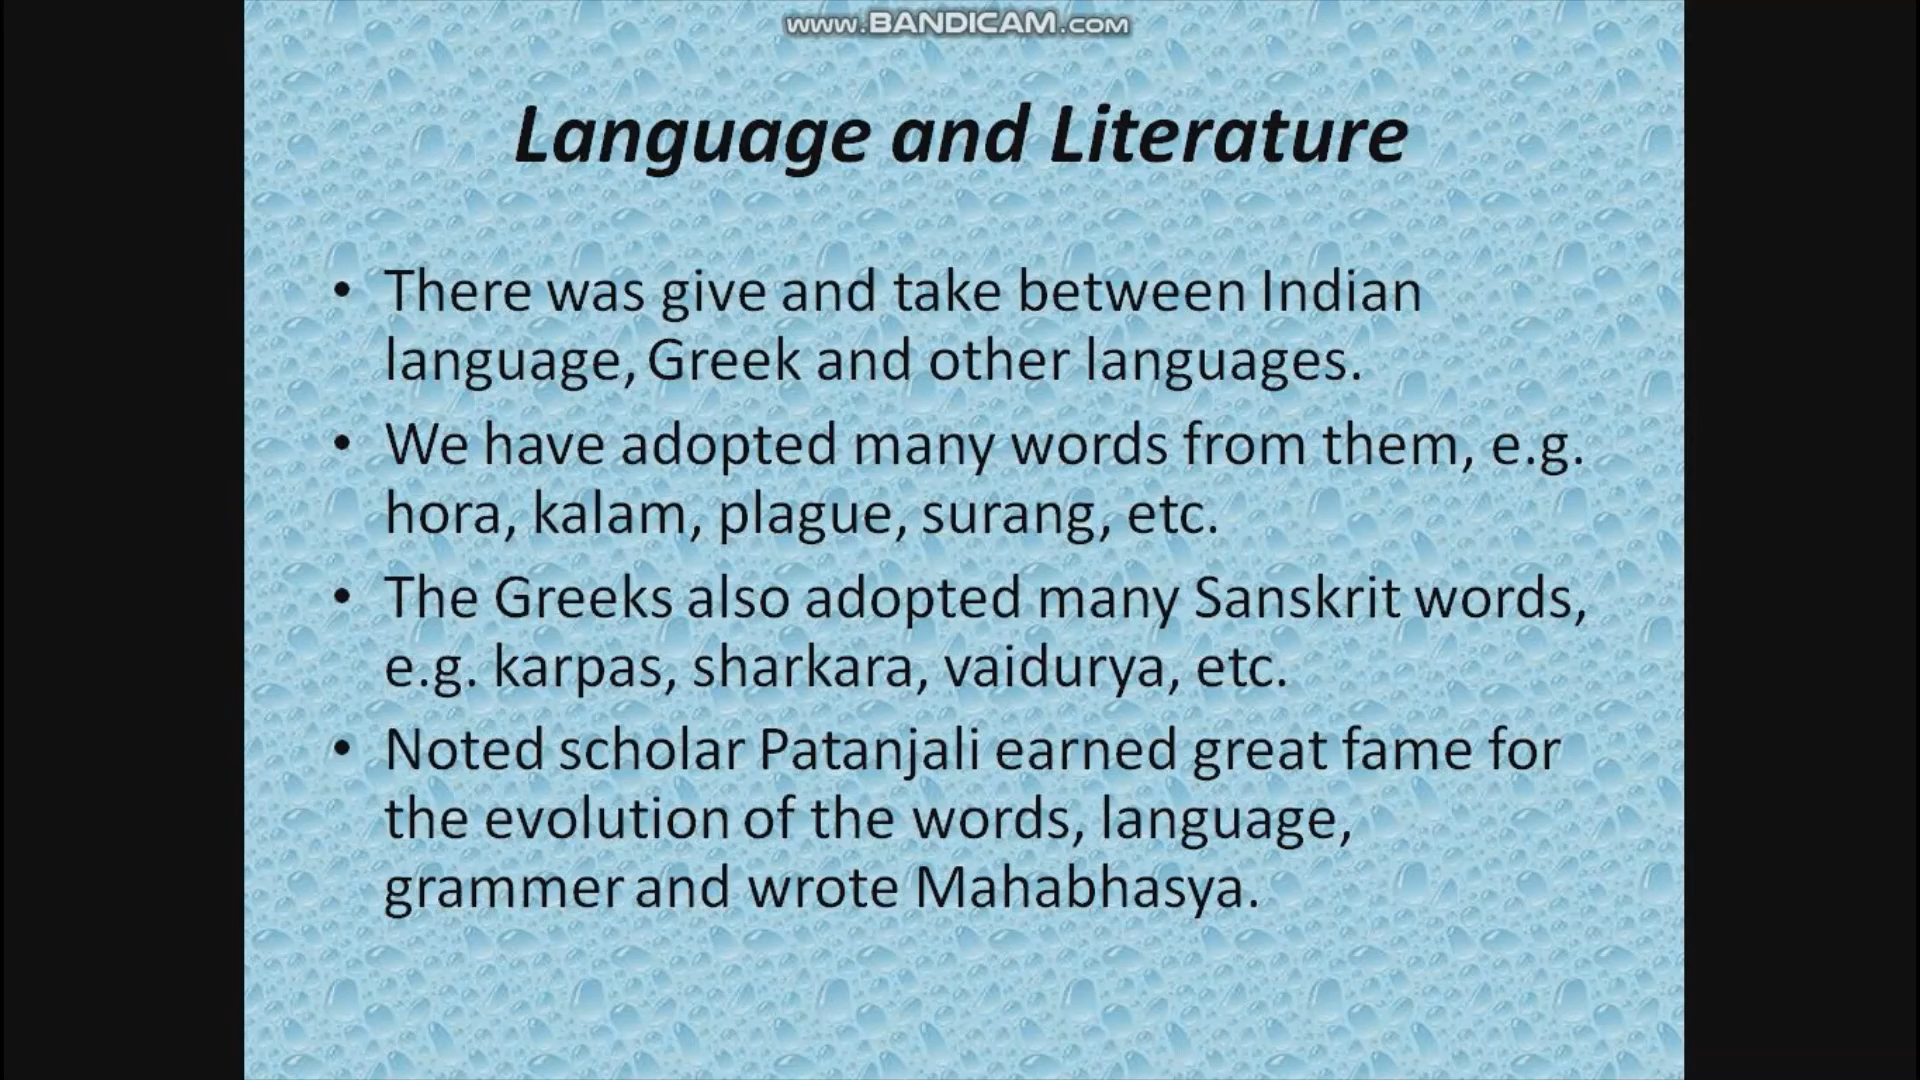 www.BANDICAM.com
Language and Literature
• There was give and take between Indian
language, Greek and other languages.
• We have adopted many words from them, e.g.
hora, kalam, plague, surang, etc.
• The Greeks also adopted many Sanskrit words,
e.g. karpas, sharkara, vaidurya, etc.
• Noted scholar Patanjali earned great fame for
the evolution of the words, language,
grammer and wrote Mahabhasya.